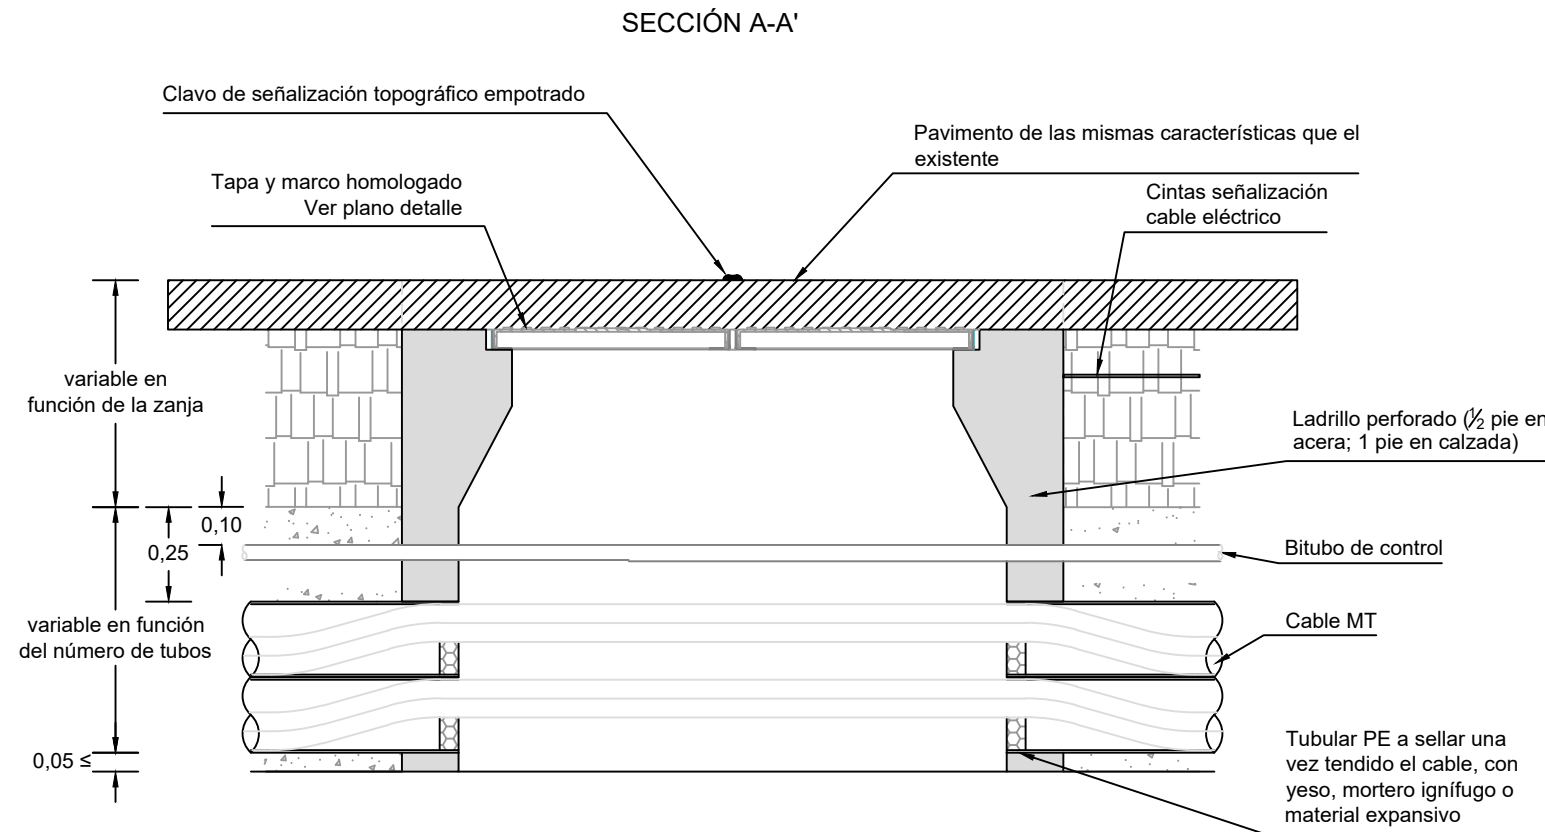 SECCIÓN A-A'
Clavo de señalización topográfico empotrado
Pavimento de las mismas características que el
existente
Tapa y marco homologado
Ver plano detalle
Cintas señalización
cable eléctrico
variable en
función de la zanja
Ladrillo perforado (½ pie en
acera; 1 pie en calzada)
0,10
0,25
Bitubo de control
variable en función
del número de tubos
Cable MT
0,05 ≤
Tubular PE a sellar una
vez tendido el cable, con
yeso, mortero ignífugo o
material expansivo